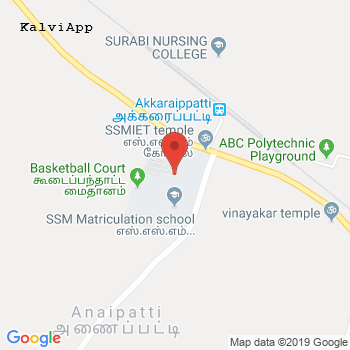 KalviApp
SURABI NURSING
COLLEGE
Akkaraippatti
அக்கரைப்பட்டி
SSMIET temple
எஸ்.எஸ்.எம்
கோவில்
ABC Polytechnic
Playground
Basketball Court
கூடைப்பந்தாட்ட
மைதானம்
SSM Matriculation school
எஸ்.எஸ்.எம்...
vinayakar temple
Anaipatti
அணைப்பட்டி
Google
Map data ©2019 Google